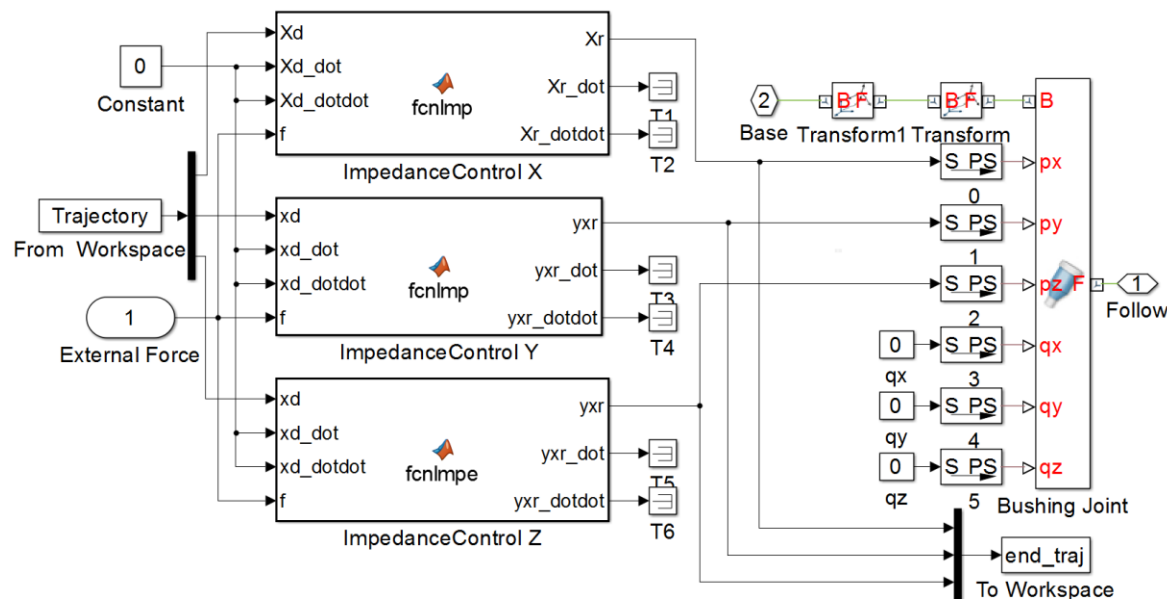 Xd
Xd_dot
Xd_dotdot
f
fcnImp
Xr
Xr_dot
Xr_dotdot
ImpedanceControl X
0
Constant
T1
T2
2
Base
B F
Transform1
B F
Transform
B
S PS
px
0
Trajectory
From Workspace
xd
xd_dot
xd_dotdot
f
fcnImp
yxr
yxr_dot
yxr_dotdot
ImpedanceControl Y
T3
T4
S PS
py
1
S PS
pz
F
2
1
Follow
1
External Force
0
qx
S PS
qx
3
0
qy
S PS
qy
4
0
qz
S PS
qz
5
Bushing Joint
xd
xd_dot
xd_dotdot
f
fcnImpe
yxr
yxr_dot
yxr_dotdot
ImpedanceControl Z
T5
T6
end_traj
To Workspace